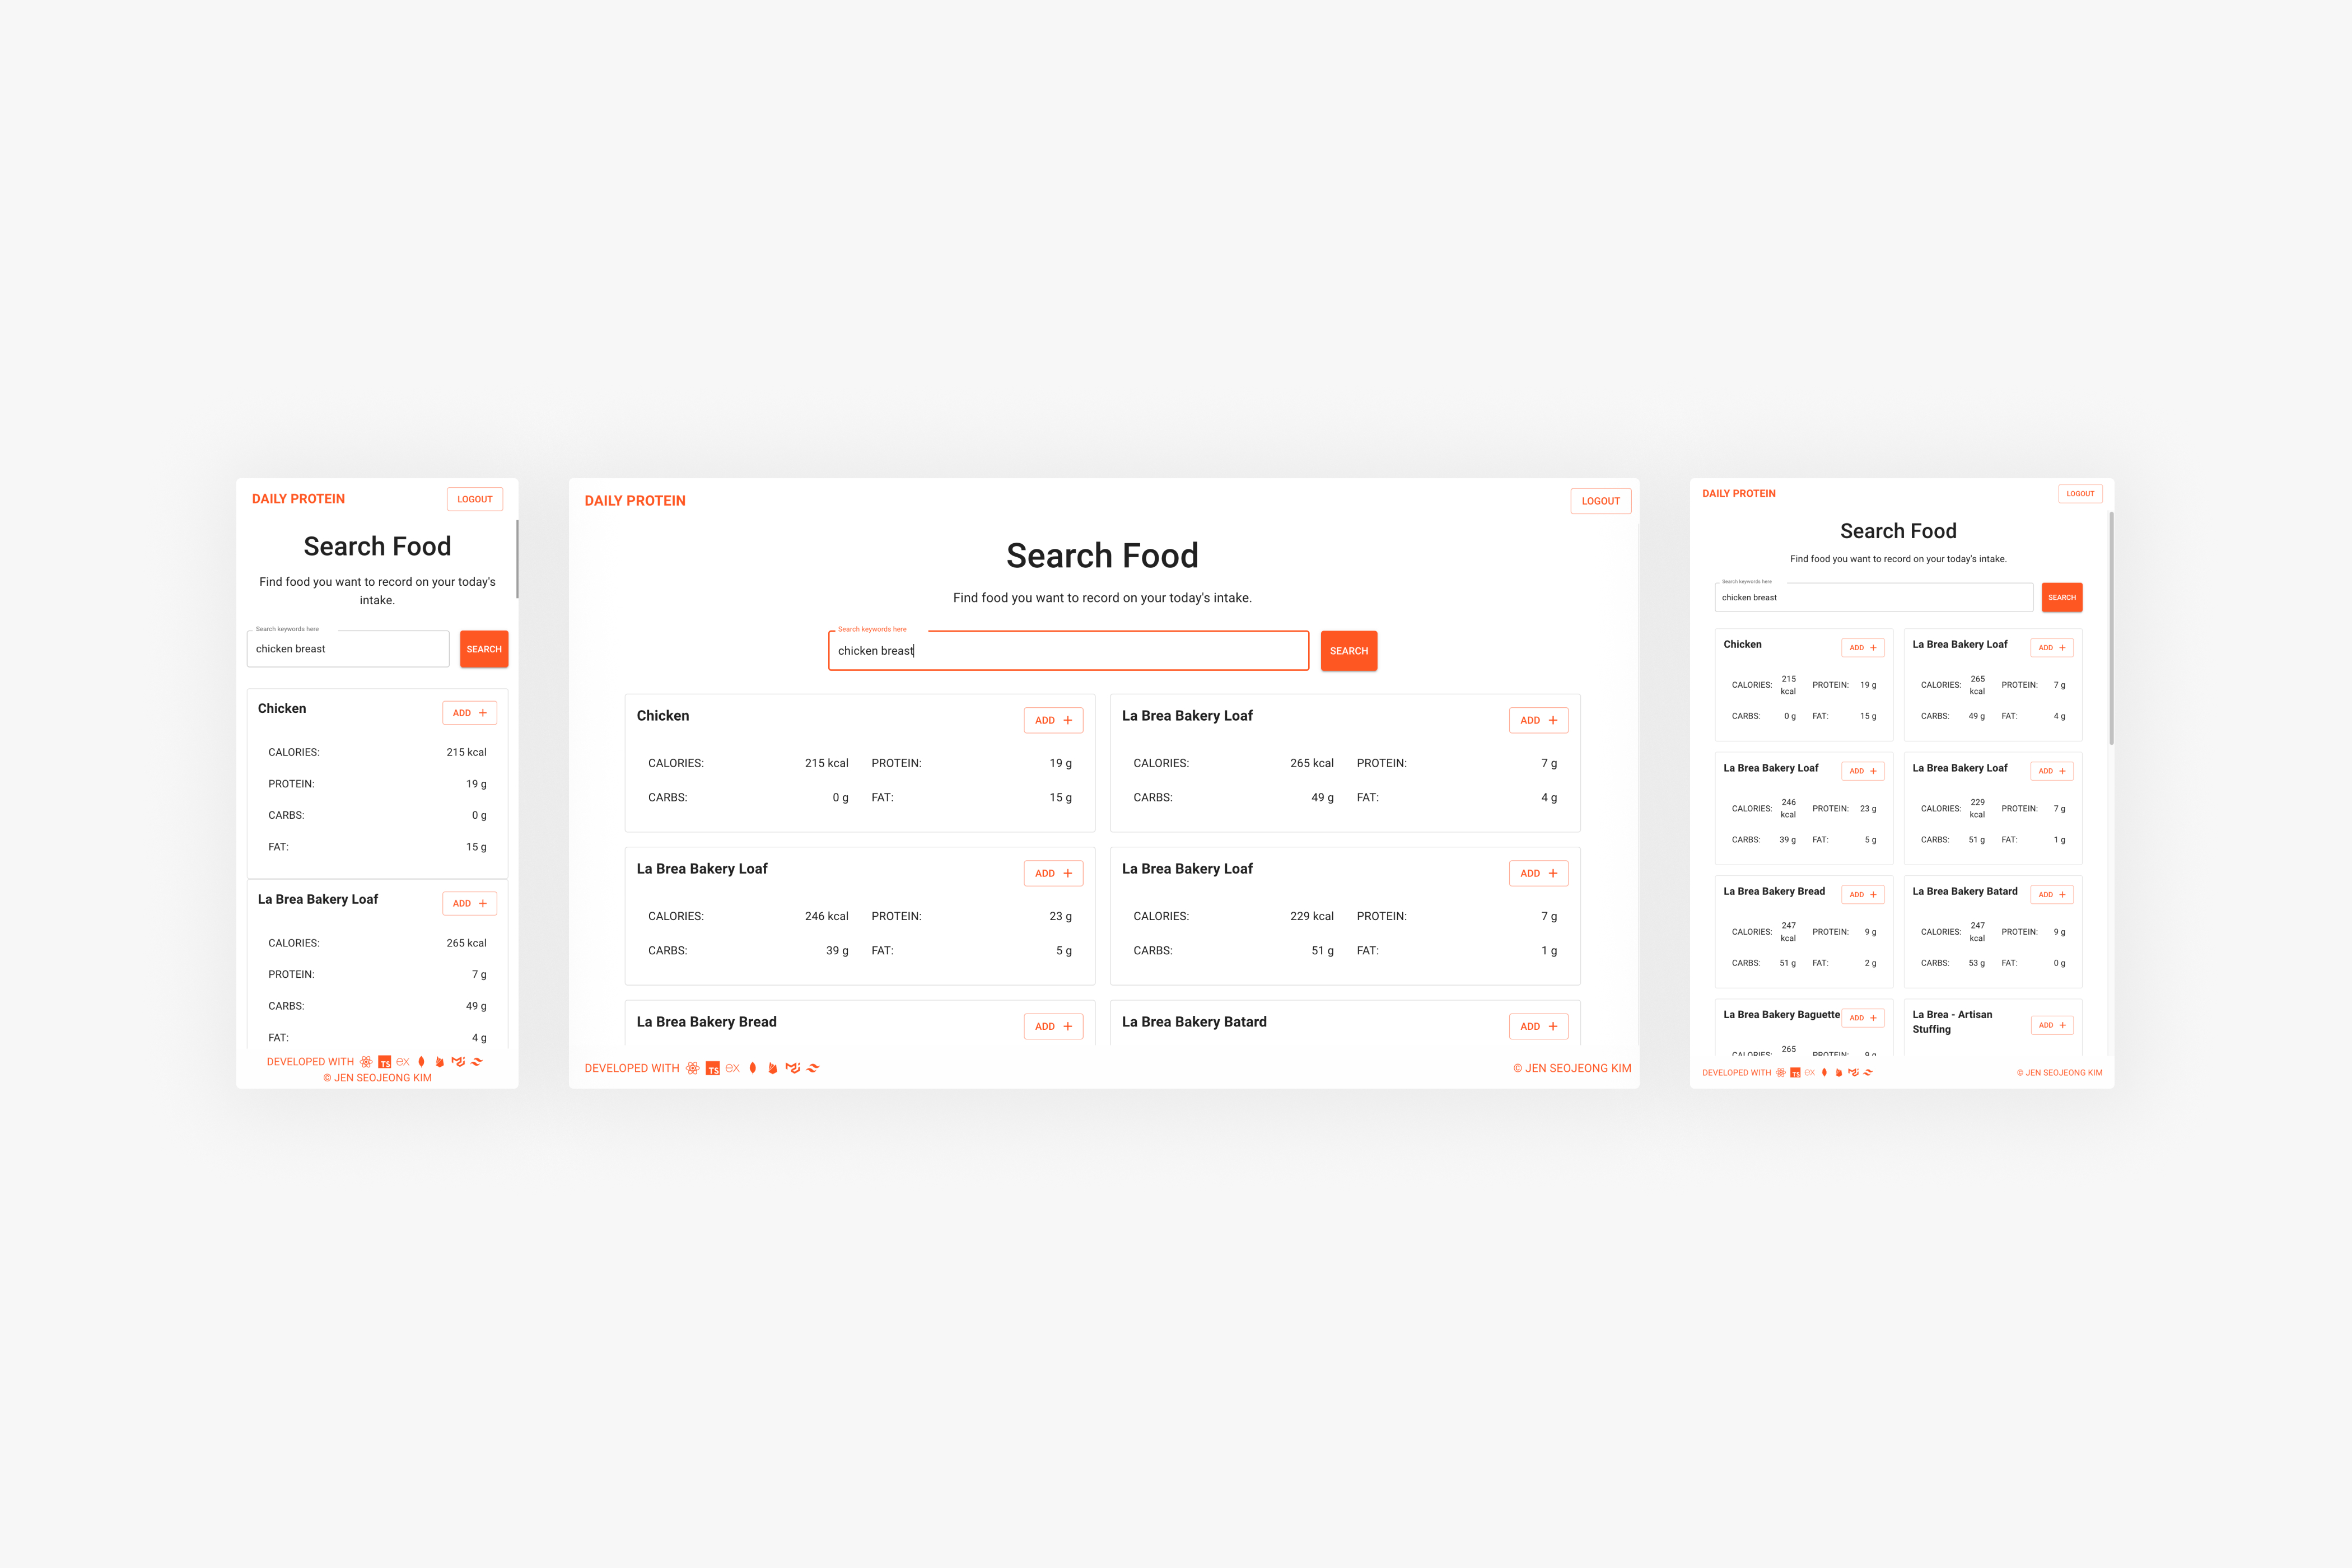 DAILY PROTEIN
LOGOUT
Search Food
Find food you want to record on your today's
intake.
Search keywords here
chicken breast
SEARCH
Chicken
ADD +
CALORIES: 215 kcal
PROTEIN: 19 g
CARBS: 0 g
FAT: 15 g
La Brea Bakery Loaf
ADD +
CALORIES: 265 kcal
PROTEIN: 7 g
CARBS: 49 g
FAT: 4 g
DEVELOPED WITH TS ex
© JEN SEOJEONG KIM
DAILY PROTEIN
LOGOUT
Search Food
Find food you want to record on your today's intake.
Search keywords here
chicken breast
SEARCH
Chicken
ADD +
CALORIES: 215 kcal PROTEIN: 19 g
CARBS: 0 g FAT: 15 g
La Brea Bakery Loaf
ADD +
CALORIES: 265 kcal PROTEIN: 7 g
CARBS: 49 g FAT: 4 g
La Brea Bakery Loaf
ADD +
CALORIES: 246 kcal PROTEIN: 23 g
CARBS: 39 g FAT: 5 g
La Brea Bakery Loaf
ADD +
CALORIES: 229 kcal PROTEIN: 7 g
CARBS: 51 g FAT: 1 g
La Brea Bakery Bread
ADD +
La Brea Bakery Batard
ADD +
DEVELOPED WITH TS ex
© JEN SEOJEONG KIM
DAILY PROTEIN
LOGOUT
Search Food
Find food you want to record on your today's intake.
Search keywords here
chicken breast
SEARCH
Chicken
ADD +
CALORIES: 215 kcal PROTEIN: 19 g
CARBS: 0 g FAT: 15 g
La Brea Bakery Loaf
ADD +
CALORIES: 265 kcal PROTEIN: 7 g
CARBS: 49 g FAT: 4 g
La Brea Bakery Loaf
ADD +
CALORIES: 246 kcal PROTEIN: 23 g
CARBS: 39 g FAT: 5 g
La Brea Bakery Loaf
ADD +
CALORIES: 229 kcal PROTEIN: 7 g
CARBS: 51 g FAT: 1 g
La Brea Bakery Bread
ADD +
CALORIES: 247 kcal PROTEIN: 9 g
CARBS: 51 g FAT: 2 g
La Brea Bakery Batard
ADD +
CALORIES: 247 kcal PROTEIN: 9 g
CARBS: 53 g FAT: 0 g
La Brea Bakery Baguette
ADD +
CALORIES: 265 PROTEIN: 9 g
La Brea - Artisan
Stuffing
ADD +
DEVELOPED WITH TS ex
© JEN SEOJEONG KIM